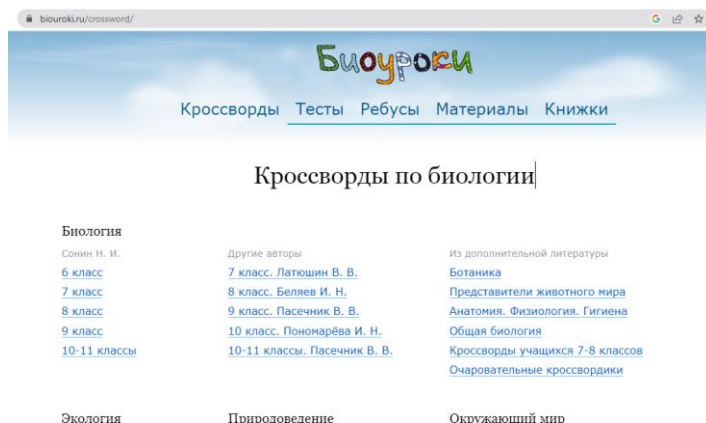 biouroki.ru/crossword/
Биоуроки
Кроссворды Тесты Ребусы Материалы Книжки
Кроссворды по биологии
Биология
Сонин Н. И.
6 класс
7 класс
8 класс
9 класс
10-11 классы
Другие авторы
7 класс. Латюшин В. В.
8 класс. Беляев И. Н.
9 класс. Пасечник В. В.
10 класс. Пономарёва И. Н.
10-11 классы. Пасечник В. В.
Из дополнительной литературы
Ботаника
Представители животного мира
Анатомия. Физиология. Гигиена
Общая биология
Кроссворды учащихся 7-8 классов
Очаровательные кроссвордики
Экология
Природоведение
Окружающий мир